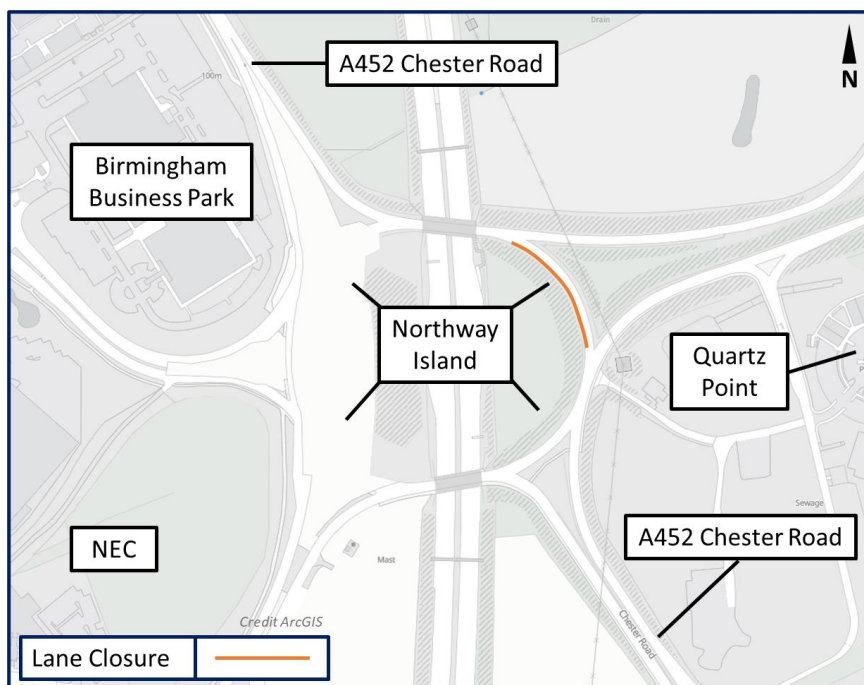 Drain
A452 Chester Road
N
100m
Birmingham
Business Park
Northway
Island
Quartz
Point
Sewage
A452 Chester Road
NEC
Mast
Credit ArcGIS
Chester Road
Lane Closure